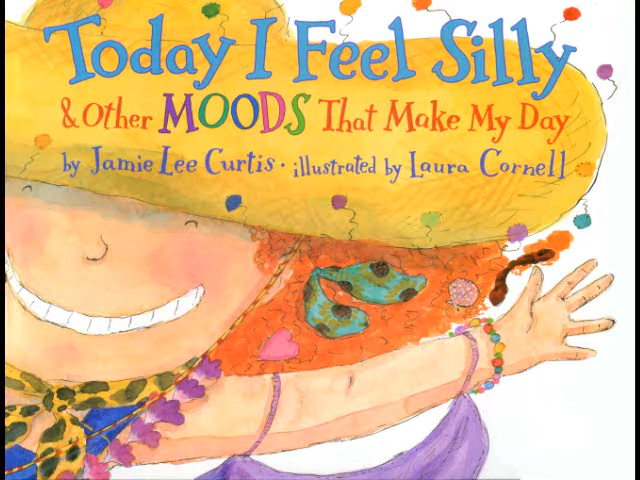 Today I Feel Silly
& Other MOODS That Make My Day
by Jamie Lee Curtis · illustrated by Laura Cornell